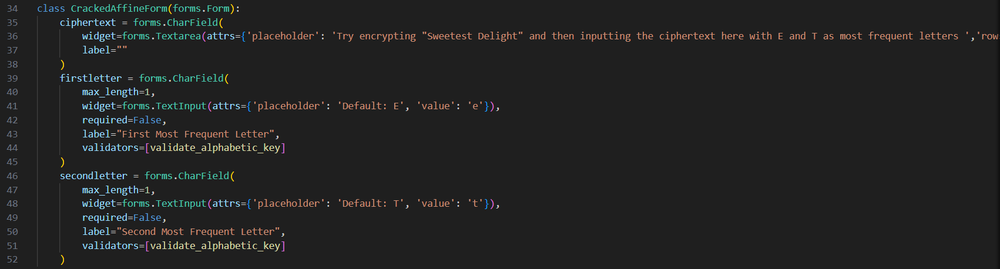 34 class CrackedAffineForm(forms.Form):
35     ciphertext = forms.CharField(
36         widget=forms.Textarea(attrs={'placeholder': 'Try encrypting "Sweetest Delight" and then inputting the ciphertext here with E and T as most frequent letters ','row
37         label=""
38     )
39     firstletter = forms.CharField(
40         max_length=1,
41         widget=forms.TextInput(attrs={'placeholder': 'Default: E', 'value': 'e'}),
42         required=False,
43         label="First Most Frequent Letter",
44         validators=[validate_alphabetic_key]
45     )
46     secondletter = forms.CharField(
47         max_length=1,
48         widget=forms.TextInput(attrs={'placeholder': 'Default: T', 'value': 't'}),
49         required=False,
50         label="Second Most Frequent Letter",
51         validators=[validate_alphabetic_key]
52     )